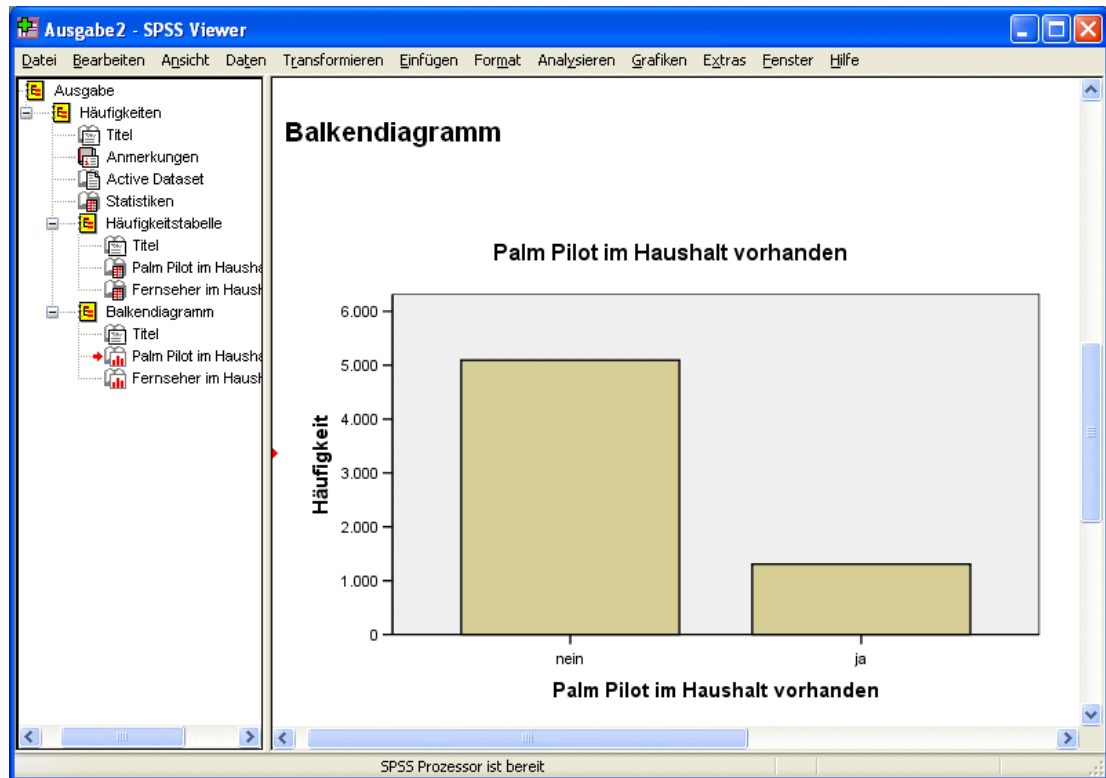 Ausgabe2 - SPSS Viewer
Datei Bearbeiten Ansicht Daten Transformieren Einfügen Format Analysieren Grafiken Extras Fenster Hilfe
Ausgabe
Häufigkeiten
Titel
Anmerkungen
Active Dataset
Statistiken
Häufigkeitstabelle
Titel
Palm Pilot im Hausha
Fernseher im Haush
Balkendiagramm
Titel
Palm Pilot im Hausha
Fernseher im Haush
Balkendiagramm
Palm Pilot im Haushalt vorhanden
6.000
5.000
4.000
3.000
2.000
1.000
0
Häufigkeit
nein ja
Palm Pilot im Haushalt vorhanden
SPSS Prozessor ist bereit